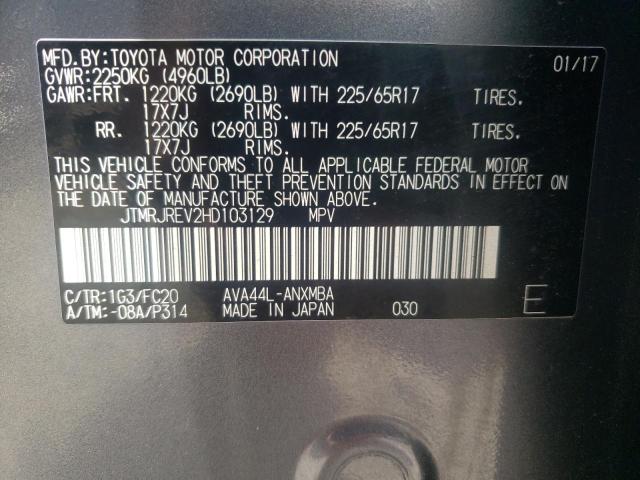 MFD.BY:TOYOTA MOTOR CORPORATION 01/17
GVWR:2250KG (4960LB)
GAWR:FRT. 1220KG (2690LB) WITH 225/65R17 TIRES.
17X7J RIMS.
RR. 1220KG (2690LB) WITH 225/65R17 TIRES.
17X7J RIMS.
THIS VEHICLE CONFORMS TO ALL APPLICABLE FEDERAL MOTOR
VEHICLE SAFETY AND THEFT PREVENTION STANDARDS IN EFFECT ON
THE DATE OF MANUFACTURE SHOWN ABOVE.
JTMRJREV2HD103129 MPV
C/TR:1G3/FC20 AVA44L-ANXMBA E
A/TM:-08A/P314 MADE IN JAPAN 030